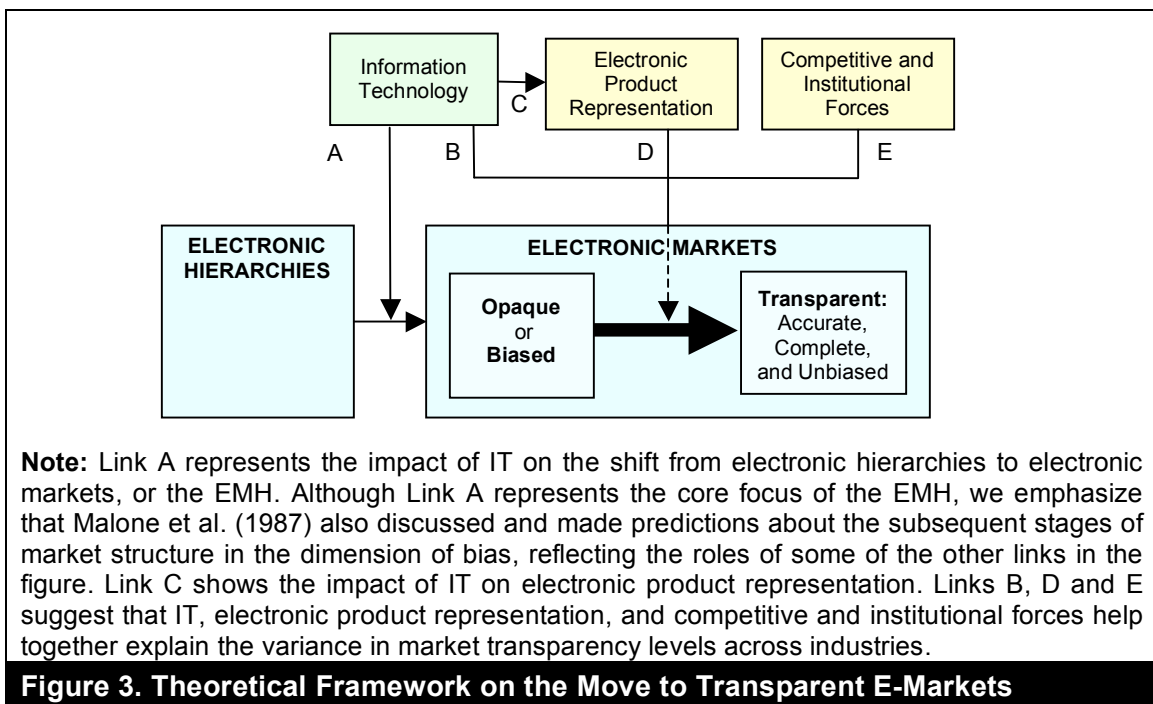 Information
Technology
Electronic
Product
Representation
Competitive and
Institutional
Forces
C
A
B
D
E
ELECTRONIC
HIERARCHIES
ELECTRONIC MARKETS
Opaque
or
Biased
Transparent:
Accurate,
Complete,
and Unbiased
Note: Link A represents the impact of IT on the shift from electronic hierarchies to electronic
markets, or the EMH. Although Link A represents the core focus of the EMH, we emphasize
that Malone et al. (1987) also discussed and made predictions about the subsequent stages of
market structure in the dimension of bias, reflecting the roles of some of the other links in the
figure. Link C shows the impact of IT on electronic product representation. Links B, D and E
suggest that IT, electronic product representation, and competitive and institutional forces help
together explain the variance in market transparency levels across industries.
Figure 3. Theoretical Framework on the Move to Transparent E-Markets